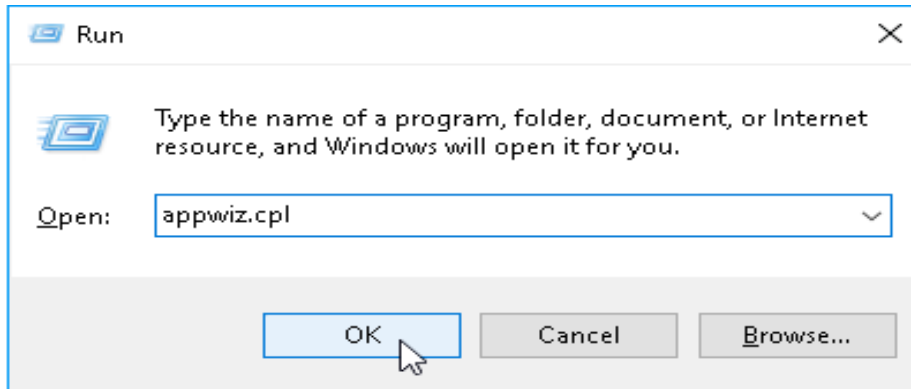 Run
Type the name of a program, folder, document, or Internet
resource, and Windows will open it for you.
Open: appwiz.cpl
OK Cancel Browse...